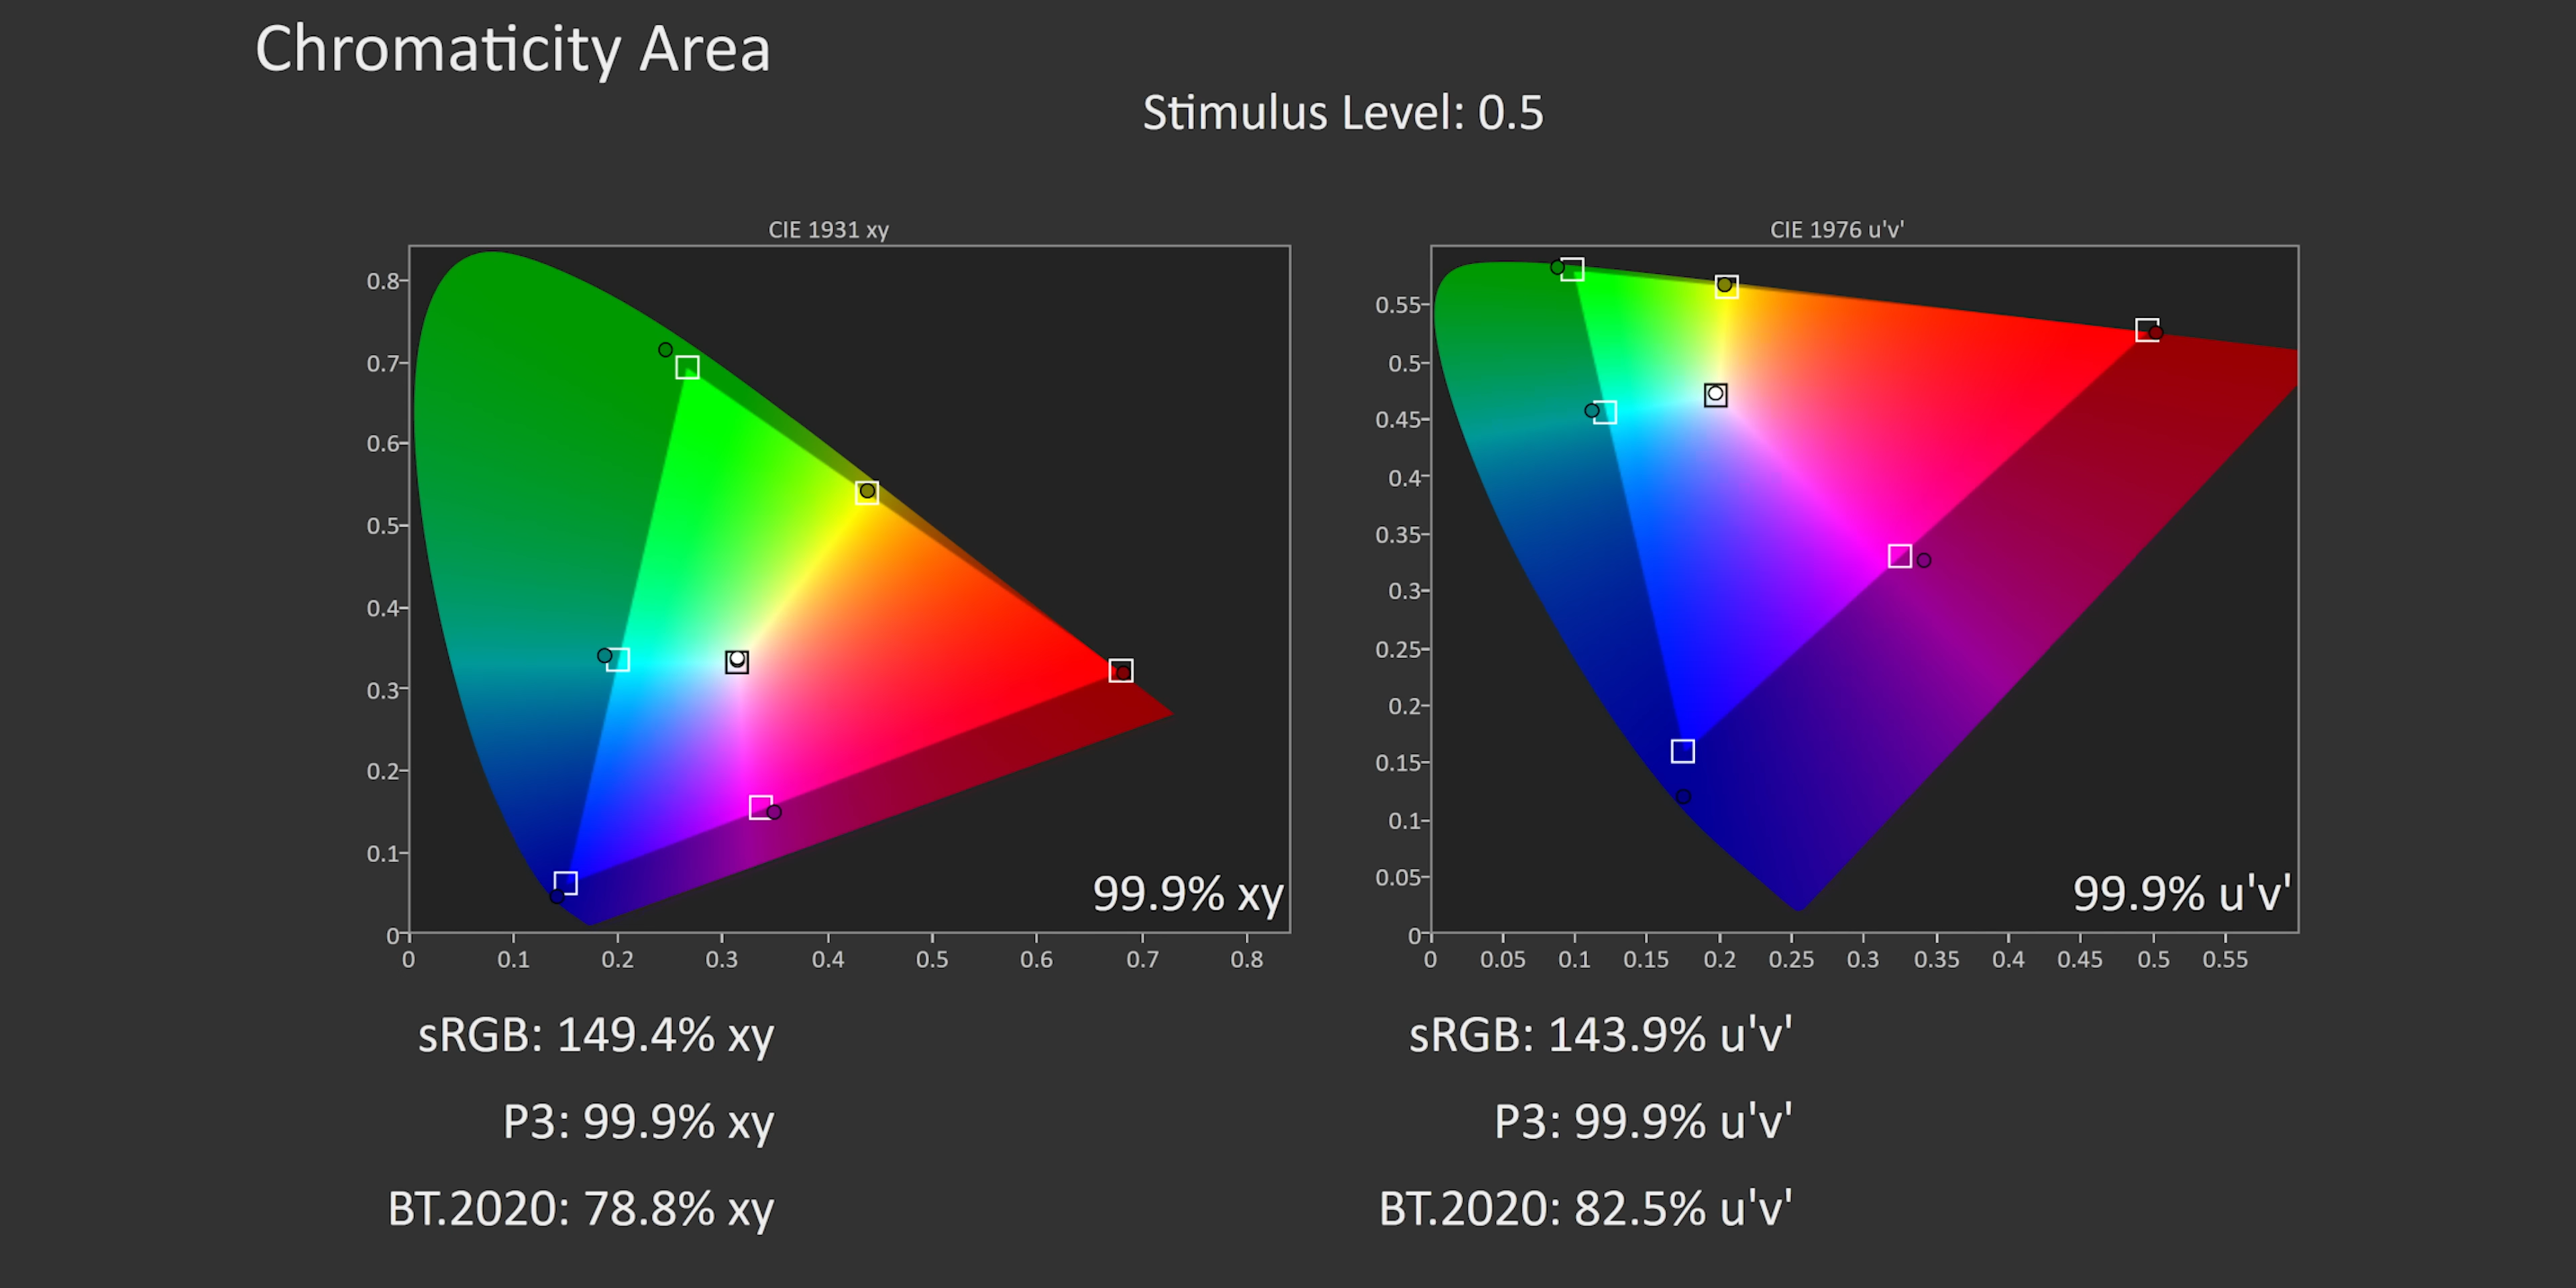 Chromaticity Area
Stimulus Level: 0.5
CIE 1931 xy
0.8
0.7
0.6
0.5
0.4
0.3
0.2
0.1
0
0 0.1 0.2 0.3 0.4 0.5 0.6 0.7 0.8
99.9% xy
CIE 1976 u'v'
0.55
0.5
0.45
0.4
0.35
0.3
0.25
0.2
0.15
0.1
0.05
0
0 0.05 0.1 0.15 0.2 0.25 0.3 0.35 0.4 0.45 0.5 0.55
99.9% u'v'
sRGB: 149.4% xy
P3: 99.9% xy
BT.2020: 78.8% xy
sRGB: 143.9% u'v'
P3: 99.9% u'v'
BT.2020: 82.5% u'v'